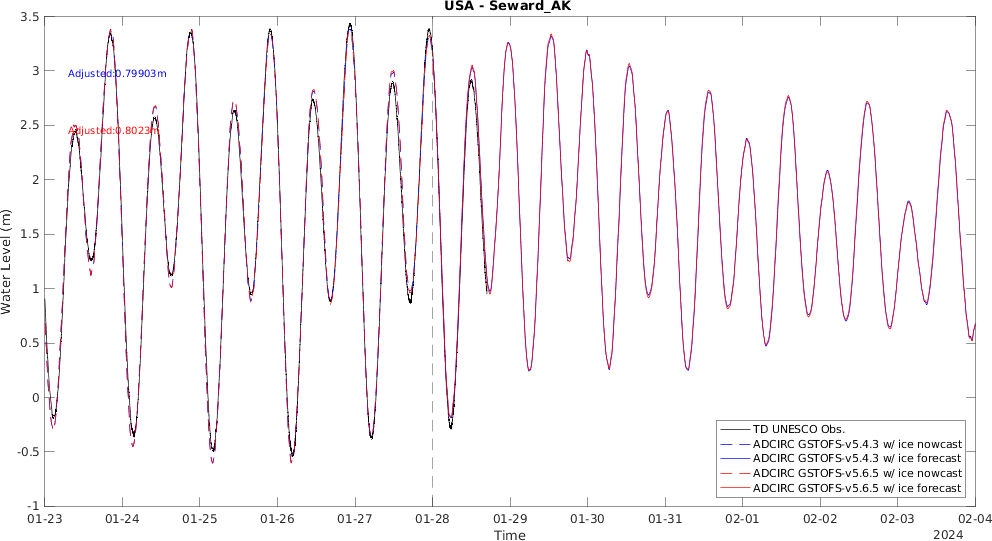 USA - Seward_AK
3.5
3
2.5
2
1.5
1
0.5
0
-0.5
-1
Water Level (m)
Adjusted:0.79903m
Adjusted:0.8023m
TD UNESCO Obs.
ADCIRC GSTOFS-v5.4.3 w/ ice nowcast
ADCIRC GSTOFS-v5.4.3 w/ ice forecast
ADCIRC GSTOFS-v5.6.5 w/ ice nowcast
ADCIRC GSTOFS-v5.6.5 w/ ice forecast
01-23 01-24 01-25 01-26 01-27 01-28 01-29 01-30 01-31 02-01 02-02 02-03 02-04
Time
2024